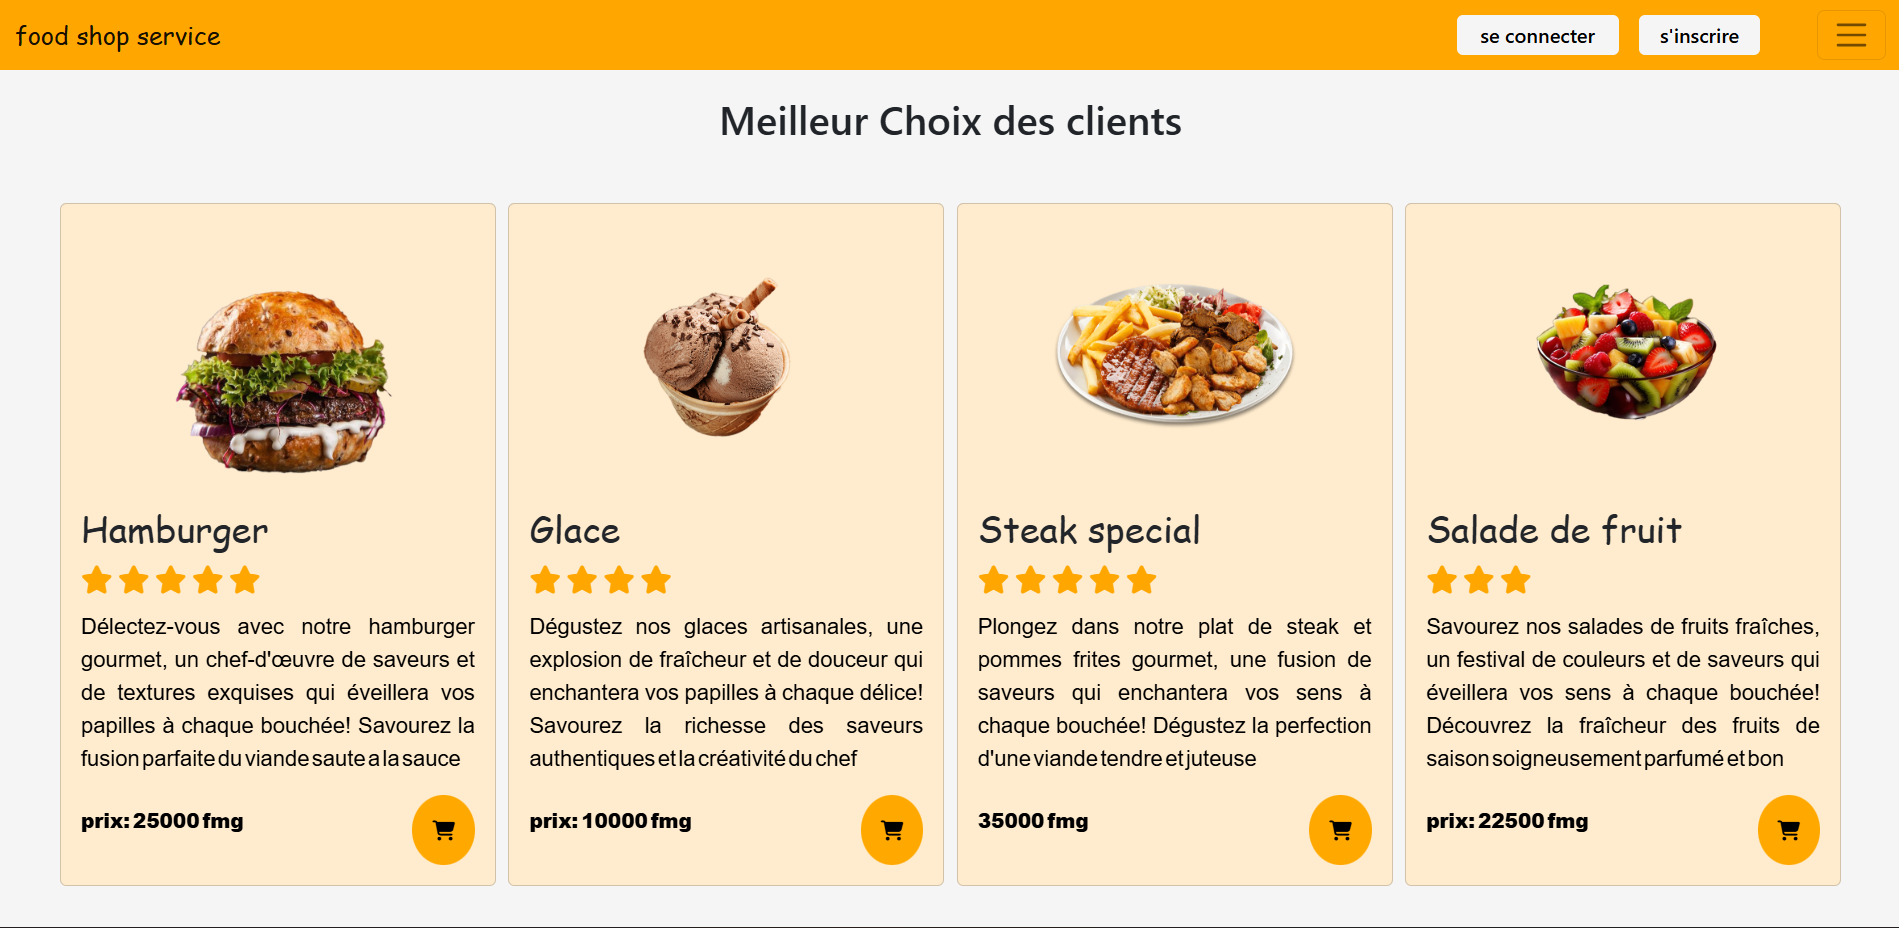 food shop service
se connecter
s'inscrire
Meilleur Choix des clients
Hamburger
Délectez-vous avec notre hamburger
gourmet, un chef-d'œuvre de saveurs et
de textures exquises qui éveillera vos
papilles à chaque bouchée! Savourez la
fusion parfaite du viande saute a la sauce
prix: 25000 fmg
Glace
Dégustez nos glaces artisanales, une
explosion de fraîcheur et de douceur qui
enchantera vos papilles à chaque délice!
Savourez la richesse des saveurs
authentiques et la créativité du chef
prix: 10000 fmg
Steak special
Plongez dans notre plat de steak et
pommes frites gourmet, une fusion de
saveurs qui enchantera vos sens à
chaque bouchée! Dégustez la perfection
d'une viande tendre et juteuse
35000 fmg
Salade de fruit
Savourez nos salades de fruits fraîches,
un festival de couleurs et de saveurs qui
éveillera vos sens à chaque bouchée!
Découvrez la fraîcheur des fruits de
saison soigneusement parfumé et bon
prix: 22500 fmg